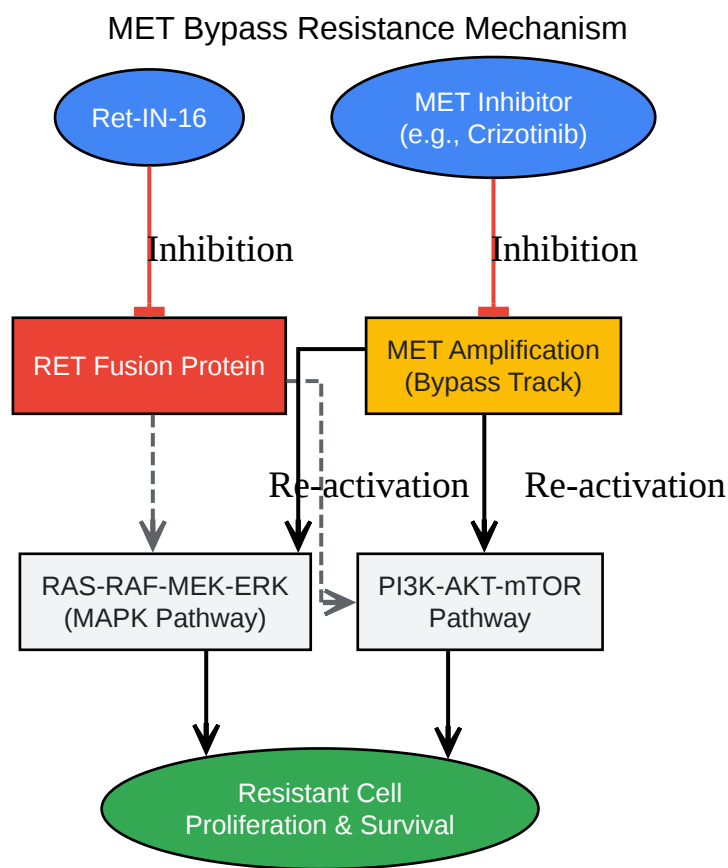 MET Bypass Resistance Mechanism
Ret-IN-16
MET Inhibitor
(e.g., Crizotinib)
Inhibition
Inhibition
RET Fusion Protein
MET Amplification
(Bypass Track)
Re-activation
Re-activation
RAS-RAF-MEK-ERK
(MAPK Pathway)
PI3K-AKT-mTOR
Pathway
Resistant Cell
Proliferation & Survival